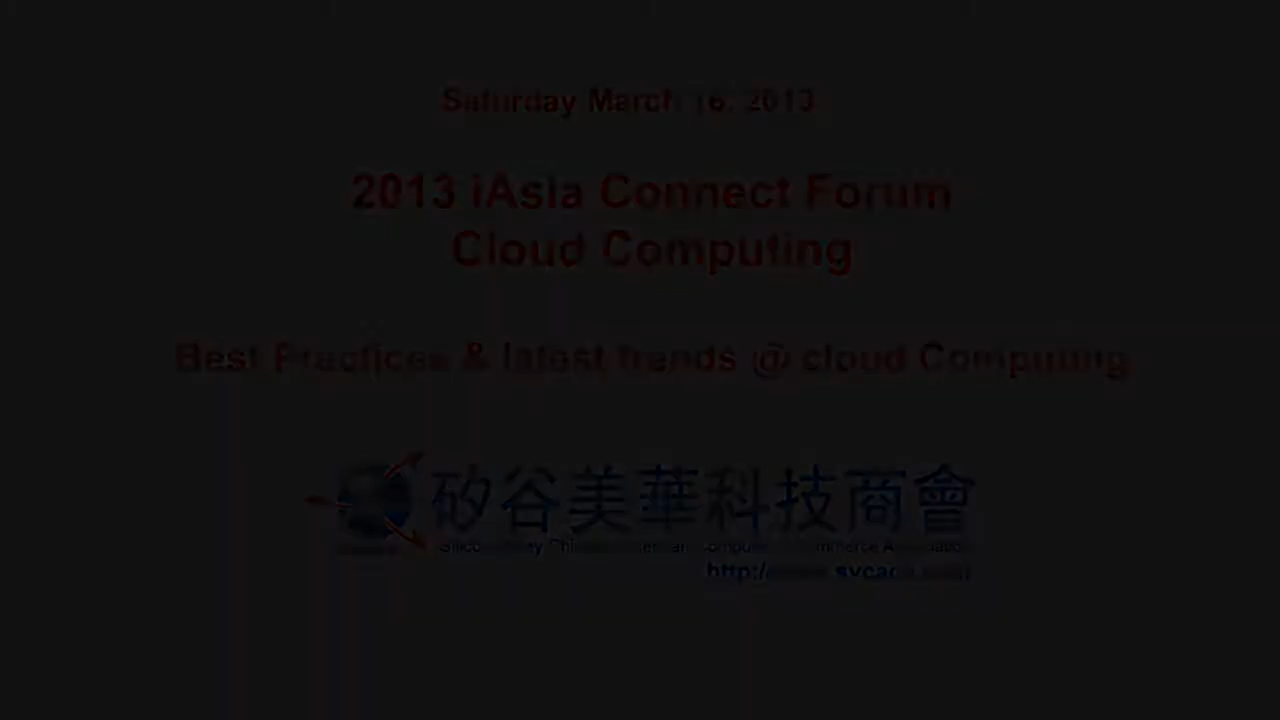 Saturday March 16, 2013
2013 iAsia Connect Forum
Cloud Computing
Best Practices & latest trends @ cloud Computing
矽谷美華科技商會
http://